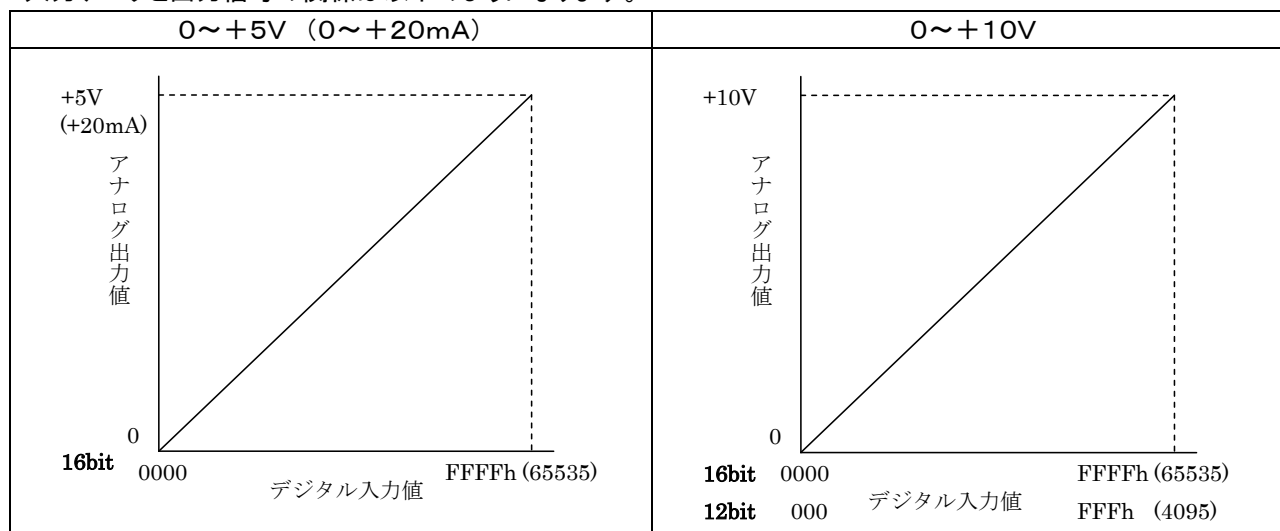 0～＋5V （0～＋20mA）
+5V
(+20mA)
アナログ出力値
0
16bit 0000 FFFFh (65535)
デジタル入力値
0～＋10V
+10V
アナログ出力値
0
16bit 0000 FFFFh (65535)
デジタル入力値
12bit 000 FFFh (4095)